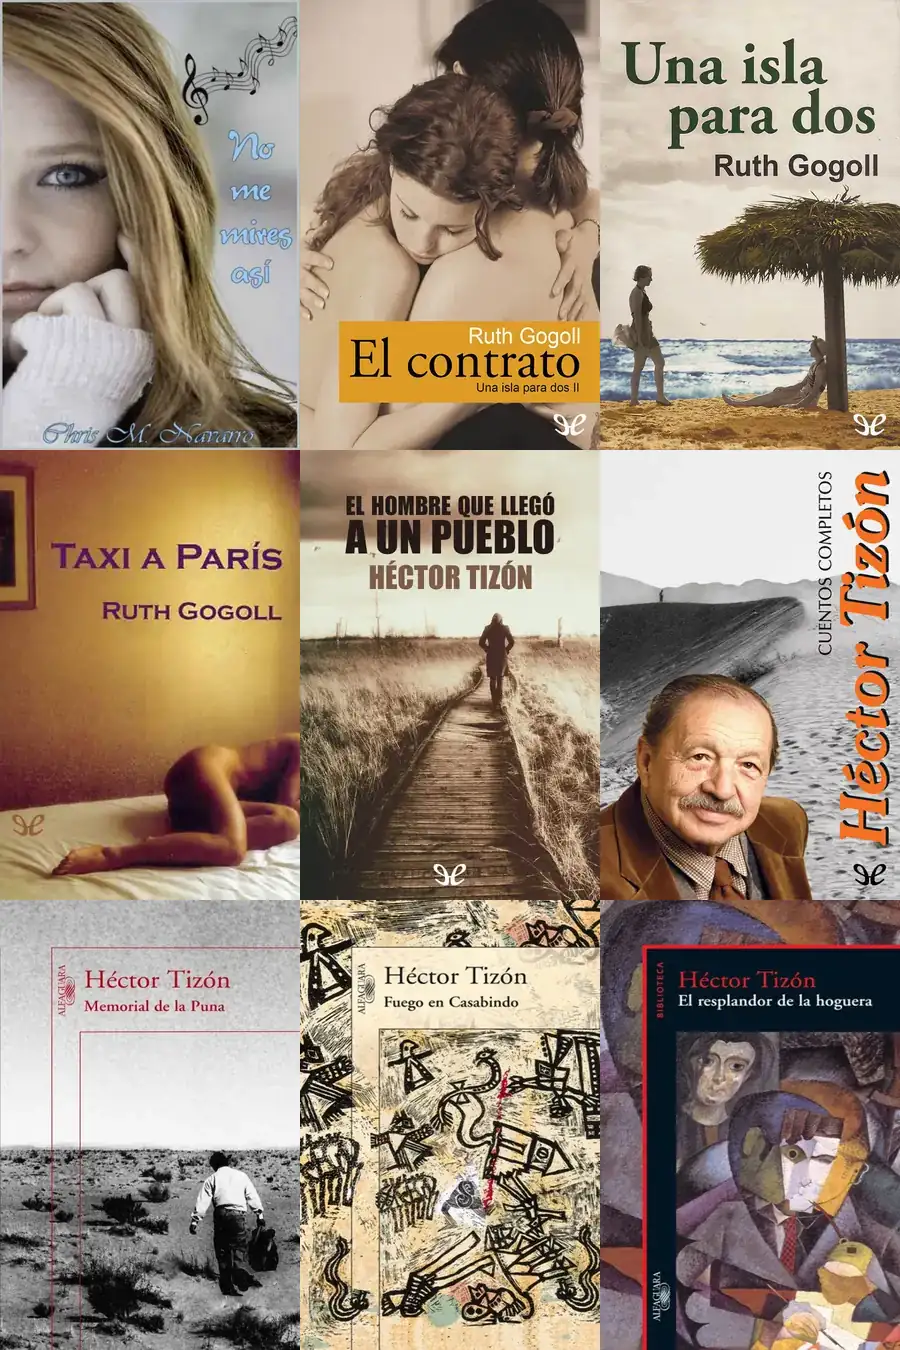 No
me
mires
así
Chris M. Navarro
Ruth Gogoll
El contrato
Una isla para dos II
Una isla
para dos
Ruth Gogoll
TAXI A PARÍS
RUTH GOGOLL
EL HOMBRE QUE LLEGÓ
A UN PUEBLO
HÉCTOR TIZÓN
CUENTOS COMPLETOS
Héctor Tizón
ALFAGUARA
Héctor Tizón
Memorial de la Puna
ALFAGUARA
Héctor Tizón
Fuego en Casabindo
BIBLIOTECA
Héctor Tizón
El resplandor de la hoguera
ALFAGUARA